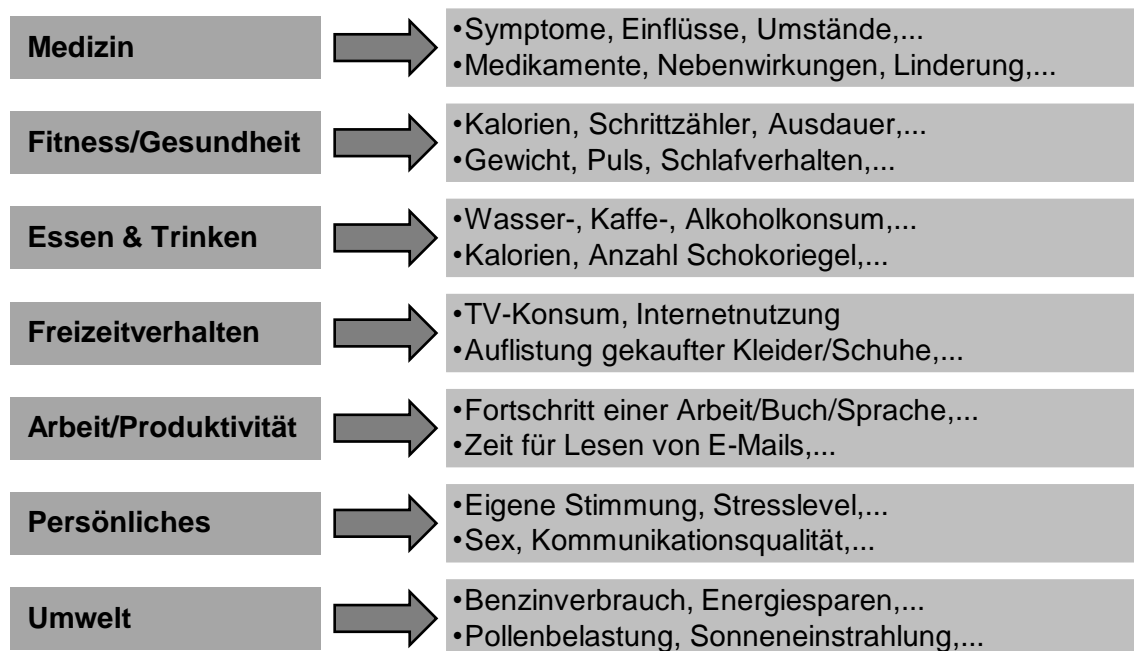 Medizin
•Symptome, Einflüsse, Umstände,...
•Medikamente, Nebenwirkungen, Linderung,...
Fitness/Gesundheit
•Kalorien, Schrittzähler, Ausdauer,...
•Gewicht, Puls, Schlafverhalten,...
Essen & Trinken
•Wasser-, Kaffe-, Alkoholkonsum,...
•Kalorien, Anzahl Schokoriegel,...
Freizeitverhalten
•TV-Konsum, Internetnutzung
•Auflistung gekaufter Kleider/Schuhe,...
Arbeit/Produktivität
•Fortschritt einer Arbeit/Buch/Sprache,...
•Zeit für Lesen von E-Mails,...
Persönliches
•Eigene Stimmung, Stresslevel,...
•Sex, Kommunikationsqualität,...
Umwelt
•Benzinverbrauch, Energiesparen,...
•Pollenbelastung, Sonneneinstrahlung,...